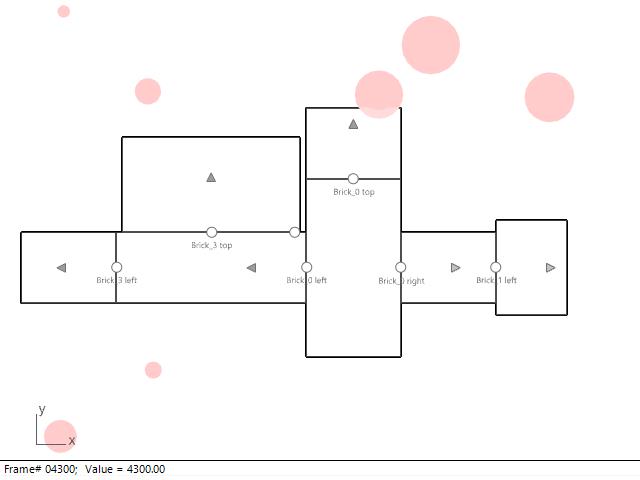 Brick_0 top
Brick_3 top
Brick_3 left
Brick_0 left
Brick_0 right
Brick_1 left
y
x
Frame# 04300; Value = 4300.00